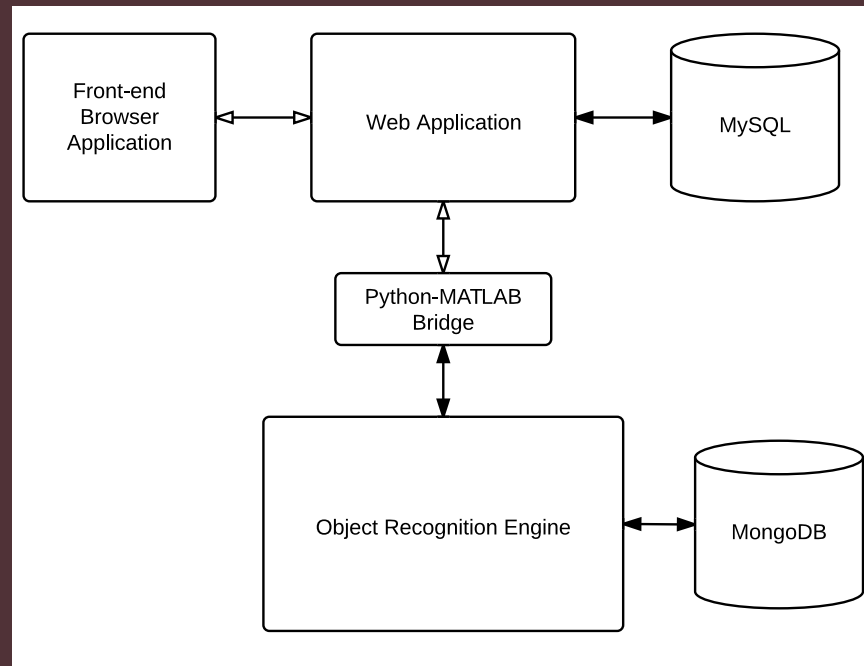 Front-end
Browser
Application
Web Application
MySQL
Python-MATLAB
Bridge
Object Recognition Engine
MongoDB